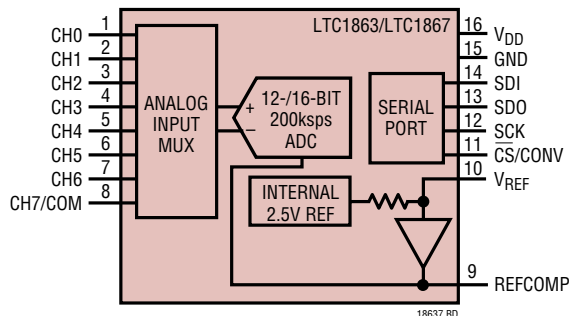 LTC1863/LTC1867
1 CH0
2 CH1
3 CH2
4 CH3
5 CH4
6 CH5
7 CH6
8 CH7/COM
ANALOG
INPUT
MUX
+
–
12-/16-BIT
200ksps
ADC
SERIAL
PORT
INTERNAL
2.5V REF
16 VDD
15 GND
14 SDI
13 SDO
12 SCK
11 C̅S̅/CONV
10 VREF
9 REFCOMP
18637 BD